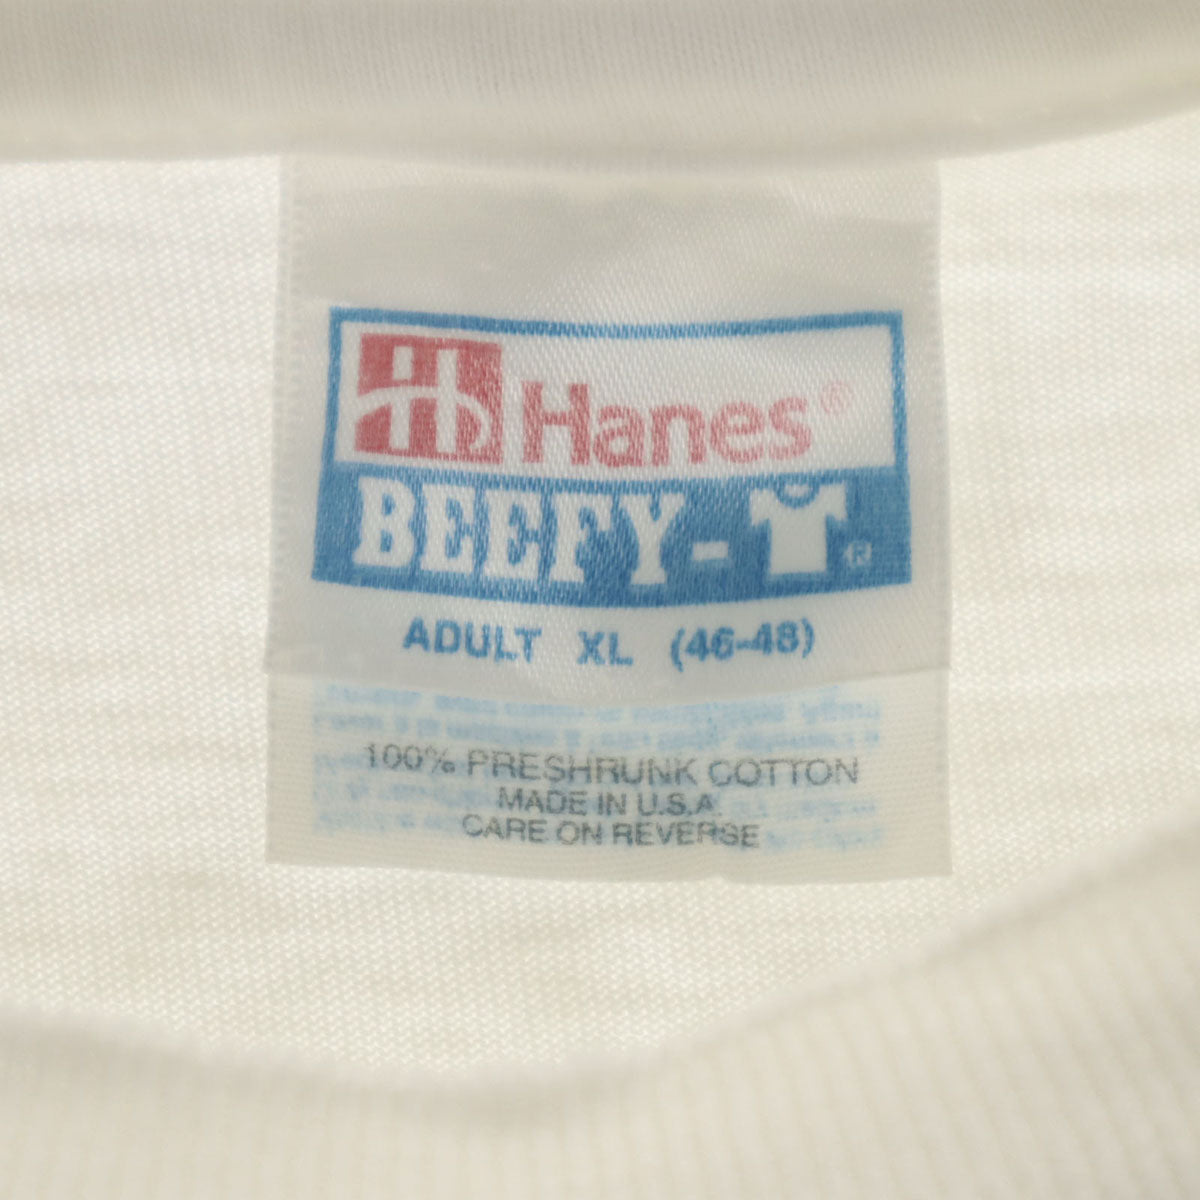 Hanes®
BEEFY-T®
ADULT XL (46-48)
100% PRESHRUNK COTTON
MADE IN U.S.A.
CARE ON REVERSE